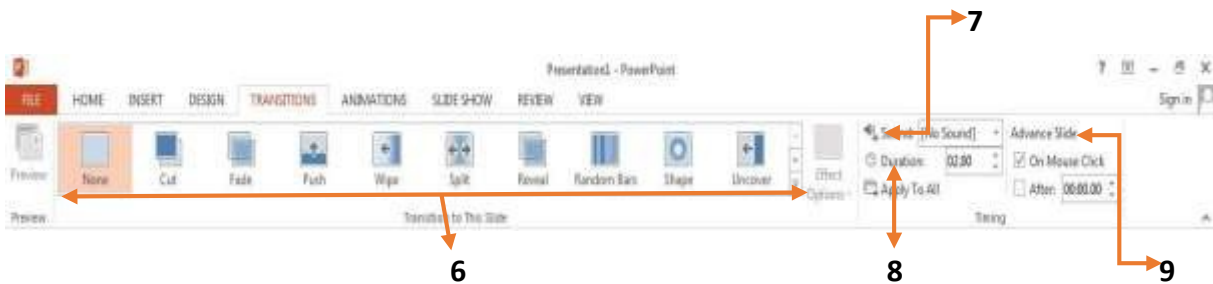 7
Presentation1 - PowerPoint ?
FILE HOME INSERT DESIGN TRANSITIONS ANIMATIONS SLIDE SHOW REVIEW VIEW Sign in
Sound: [No Sound] Advance Slide
Preview None Cut Fade Push Wipe Split Reveal Random Bars Shape Uncover Effect Options Duration: 02.00 On Mouse Click
Apply To All After: 00:00.00
Preview Transition to This Slide Timing
6 8 9